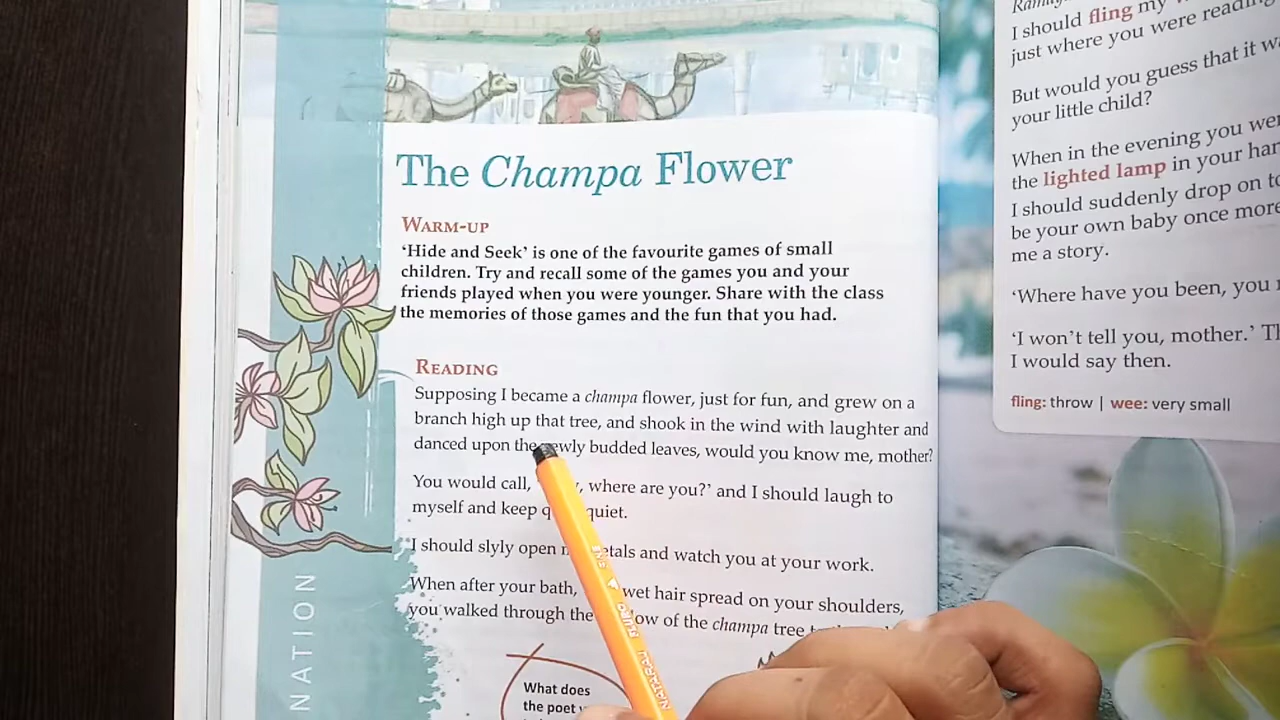 The Champa Flower
WARM-UP
'Hide and Seek' is one of the favourite games of small
children. Try and recall some of the games you and your
friends played when you were younger. Share with the class
the memories of those games and the fun that you had.
READING
Supposing I became a champa flower, just for fun, and grew on a
branch high up that tree, and shook in the wind with laughter and
danced upon the newly budded leaves, would you know me, mother?
You would call, where are you?' and I should laugh to
myself and keep quiet.
I should slyly open petals and watch you at your work.
When after your bath, wet hair spread on your shoulders,
you walked through the of the champa tree
What does
the poet
NATION
NATARAJ
I should fling my
just where you were reading
But would you guess that it
your little child?
When in the evening you
the lighted lamp in your
I should suddenly drop on
be your own baby once more
me a story.
'Where have you been, you
'I won't tell you, mother.'
I would say then.
fling: throw | wee: very small